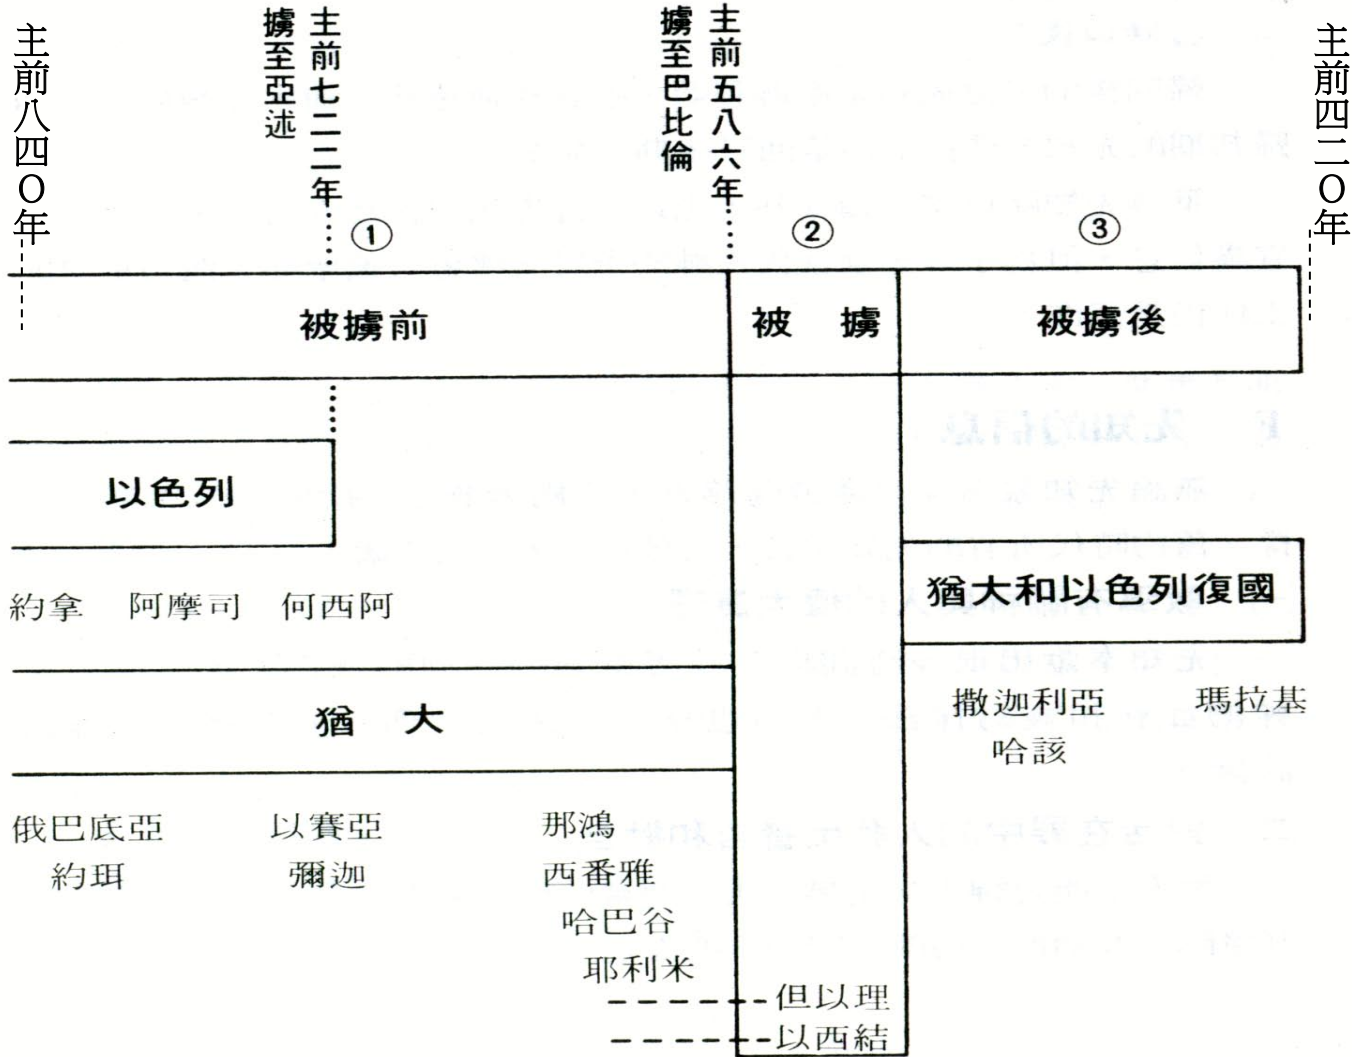 主前八四〇年
主前七二二年
擄至亞述
主前五八六年
擄至巴比倫
主前四二〇年
①
②
③
被擄前
被 擄
被擄後
以色列
約拿 阿摩司 何西阿
猶大和以色列復國
撒迦利亞 瑪拉基
哈該
猶 大
俄巴底亞 以賽亞 那鴻
約珥 彌迦 西番雅
哈巴谷
耶利米
但以理
以西結